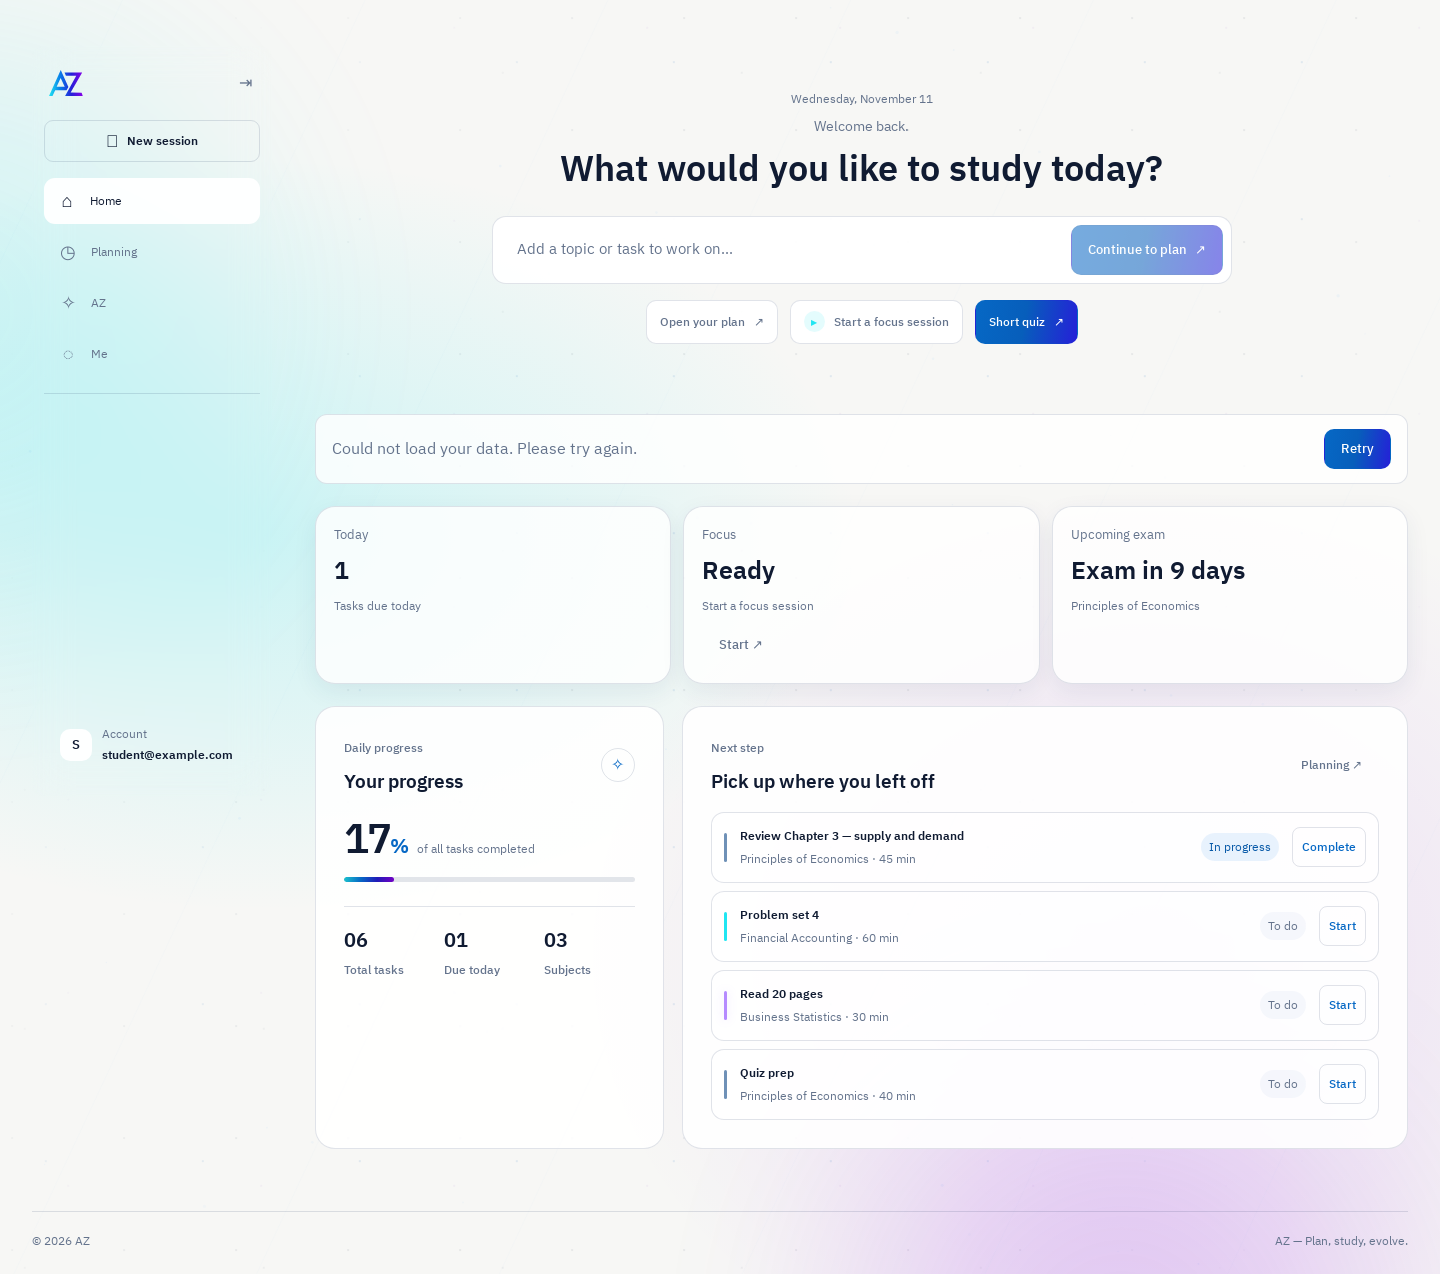 AZ
New session
Home
Planning
AZ
Me
Account
S
student@example.com
Wednesday, November 11
Welcome back.
What would you like to study today?
Add a topic or task to work on...
Continue to plan ↗
Open your plan ↗
Start a focus session
Short quiz ↗
Could not load your data. Please try again.
Retry
Today
1
Tasks due today
Focus
Ready
Start a focus session
Start ↗
Upcoming exam
Exam in 9 days
Principles of Economics
Daily progress
Your progress
17% of all tasks completed
06
Total tasks
01
Due today
03
Subjects
Next step
Pick up where you left off
Planning ↗
Review Chapter 3 — supply and demand
Principles of Economics · 45 min
In progress
Complete
Problem set 4
Financial Accounting · 60 min
To do
Start
Read 20 pages
Business Statistics · 30 min
To do
Start
Quiz prep
Principles of Economics · 40 min
To do
Start
© 2026 AZ
AZ — Plan, study, evolve.